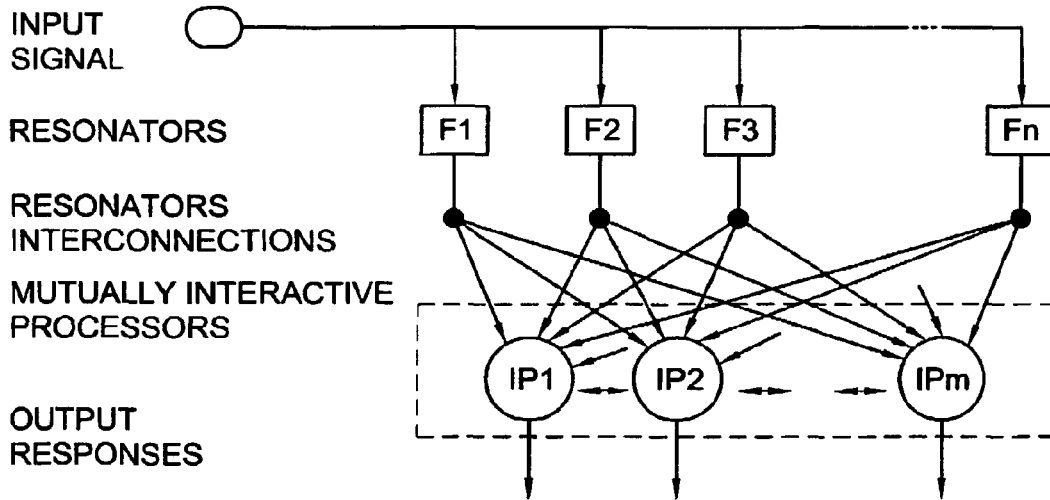 INPUT
SIGNAL
RESONATORS
F1 F2 F3 Fn
RESONATORS
INTERCONNECTIONS
MUTUALLY INTERACTIVE
PROCESSORS
IP1 IP2 IPm
OUTPUT
RESPONSES